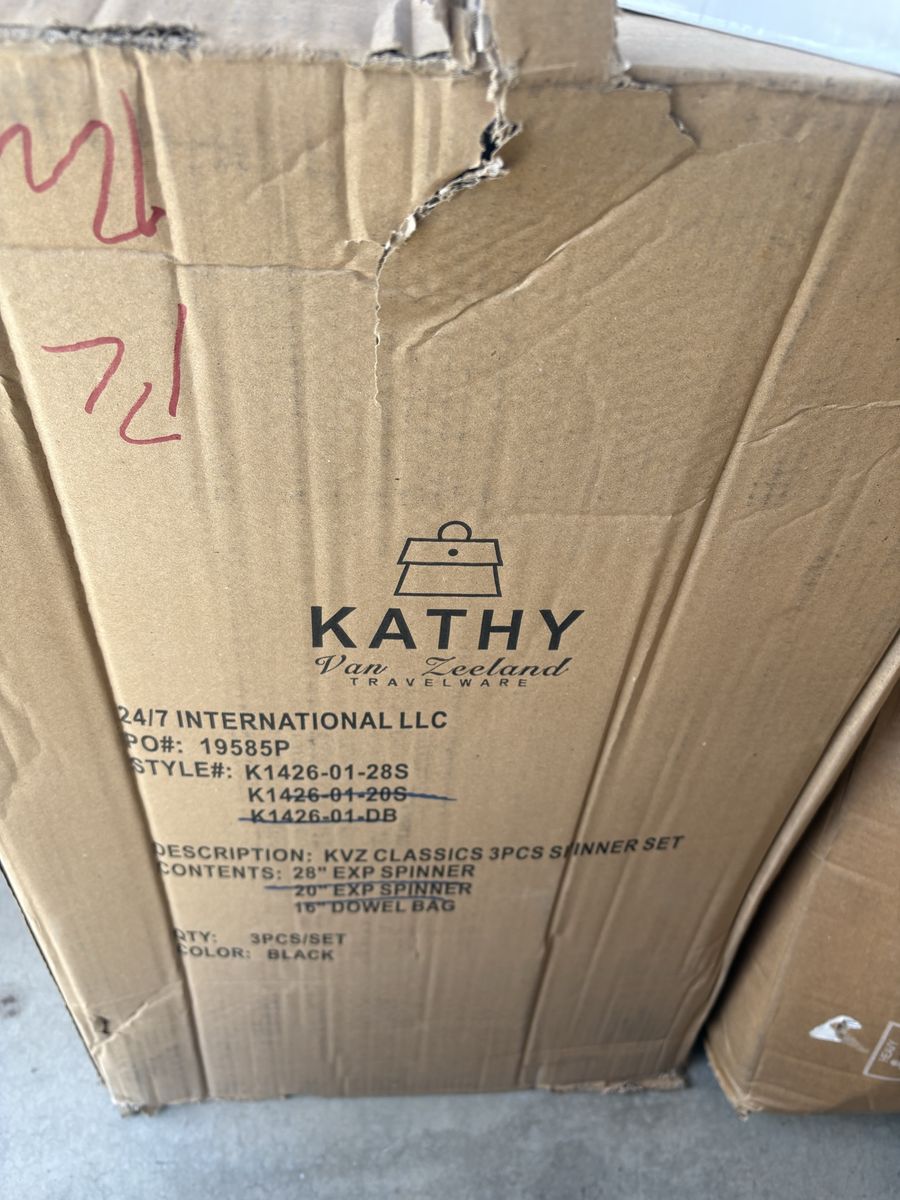 긴
KATHY
Van Zeeland
TRAVELWARE
24/7 INTERNATIONAL LLC
PO#: 19585P
STYLE#: K1426-01-28S
K1426-01-20S
K1426-01-DB
DESCRIPTION: KVZ CLASSICS 3PCS SPINNER SET
CONTENTS: 28" EXP SPINNER
20" EXP SPINNER
16" DOWEL BAG
QTY: 3PCS/SET
COLOR: BLACK
HEAVY